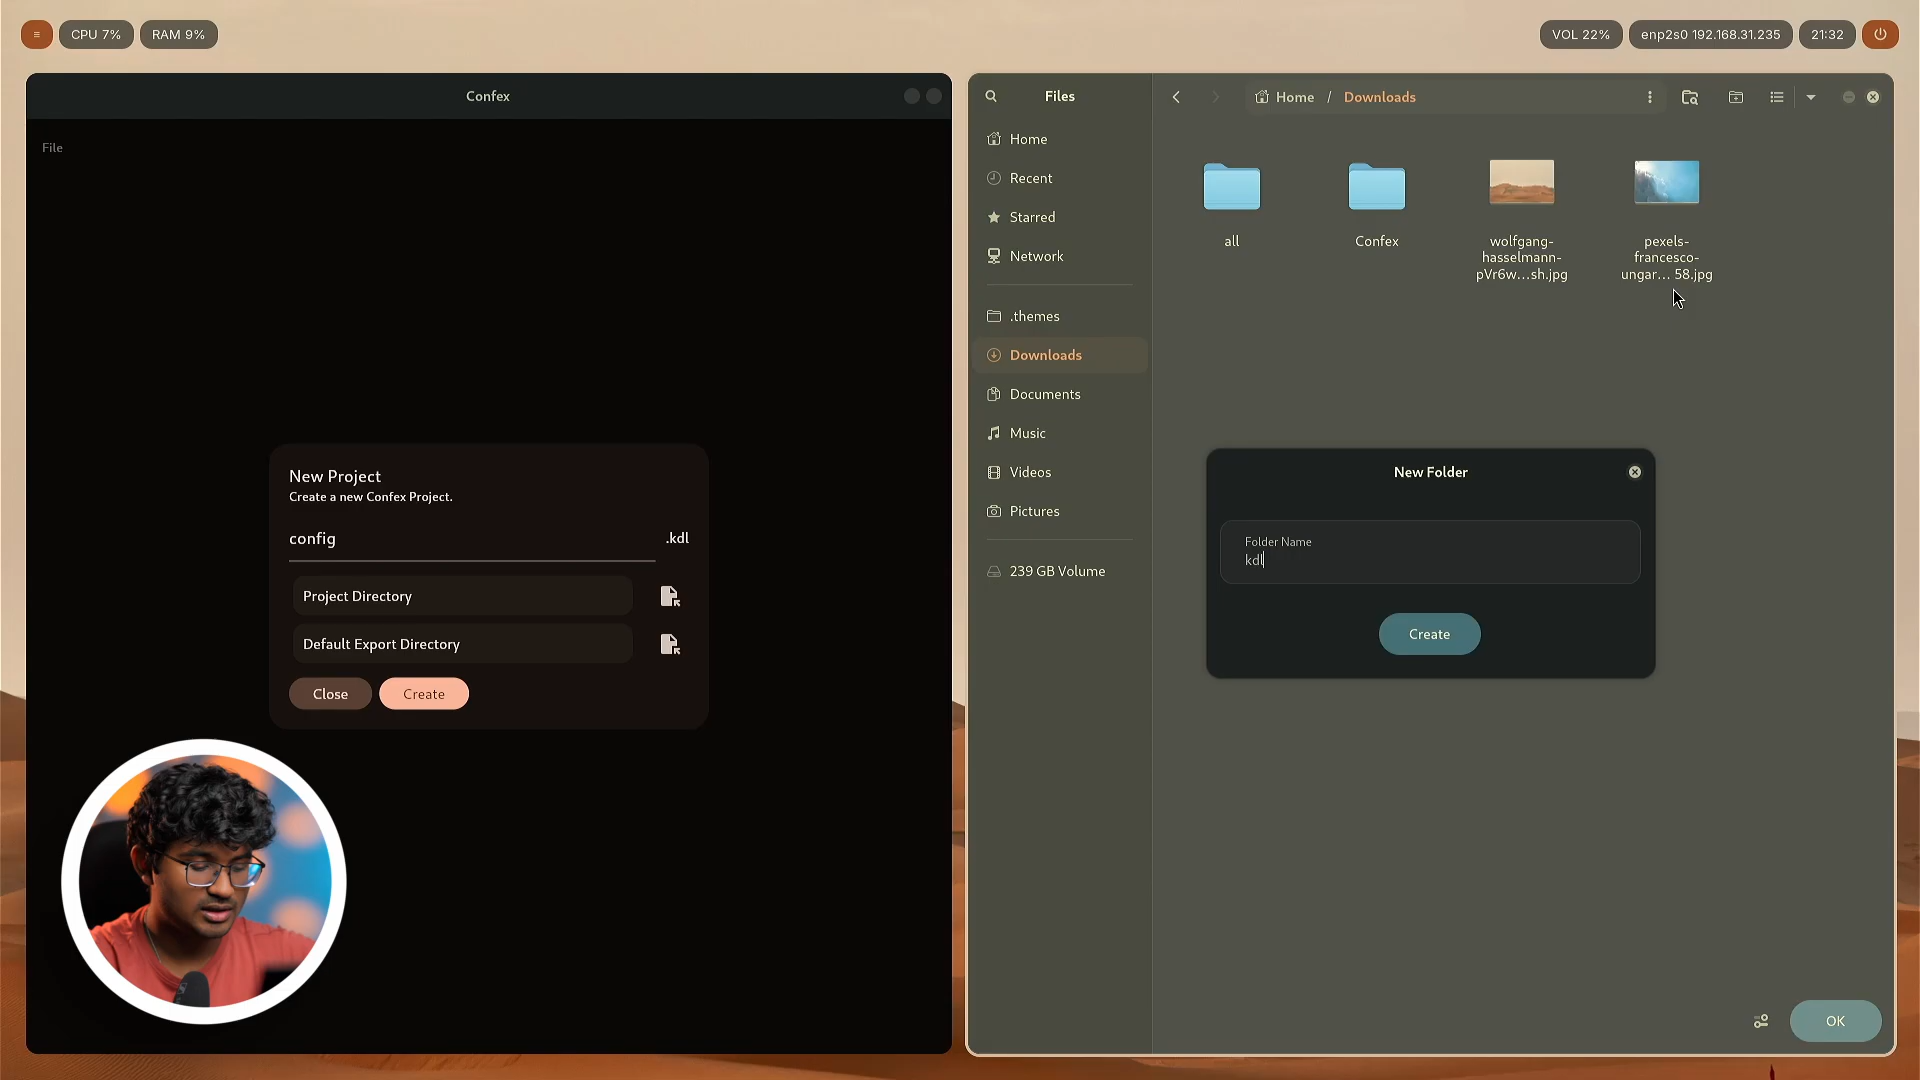 CPU 7%
RAM 9%
VOL 22%
enp2s0 192.168.31.235
21:32
Confex
File
New Project
Create a new Confex Project.
config
.kdl
Project Directory
Default Export Directory
Close
Create
Files
Home
Recent
Starred
Network
.themes
Downloads
Documents
Music
Videos
Pictures
239 GB Volume
Home / Downloads
all
Confex
wolfgang-
hasselmann-
pVr6w...sh.jpg
pexels-
francesco-
ungar... 58.jpg
New Folder
Folder Name
kdl
Create
OK